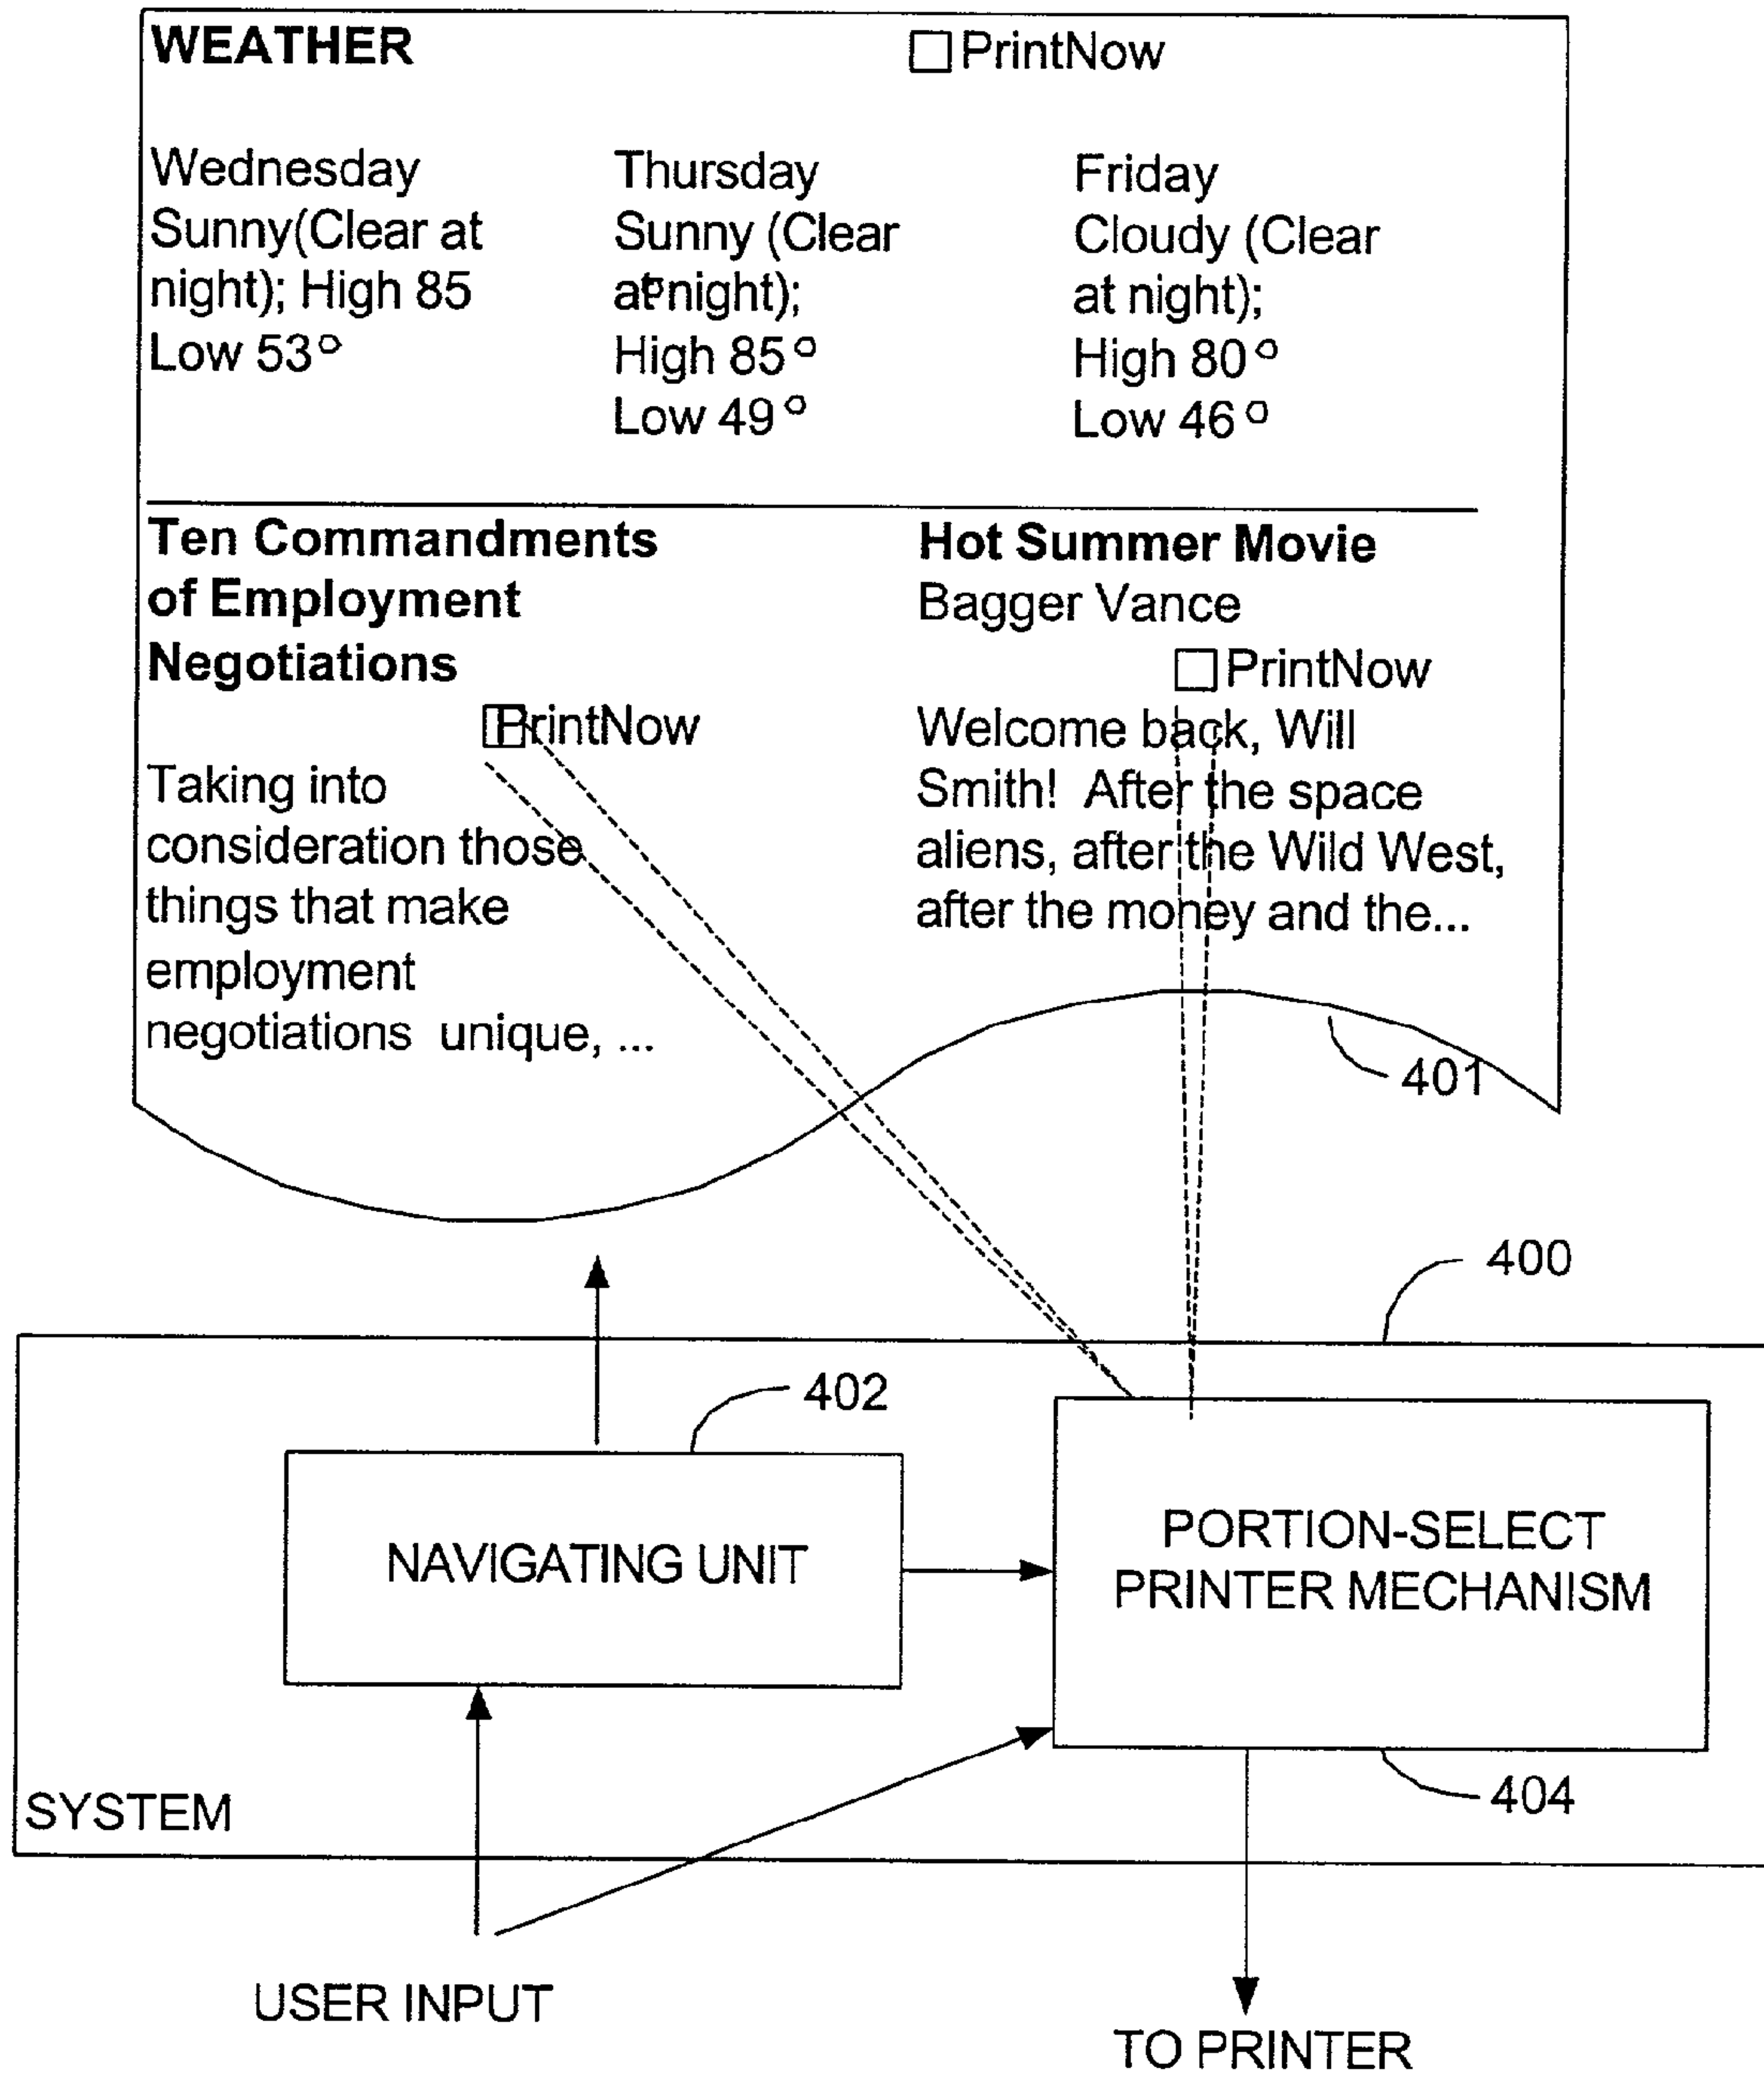 WEATHER
□ PrintNow
Wednesday
Sunny(Clear at
night); High 85
Low 53°
Thursday
Sunny (Clear
at night);
High 85°
Low 49°
Friday
Cloudy (Clear
at night);
High 80°
Low 46°
Ten Commandments
of Employment
Negotiations
□ PrintNow
Taking into
consideration those
things that make
employment
negotiations unique, ...
Hot Summer Movie
Bagger Vance
□ PrintNow
Welcome back, Will
Smith! After the space
aliens, after the Wild West,
after the money and the...
401
400
402
NAVIGATING UNIT
PORTION-SELECT
PRINTER MECHANISM
404
SYSTEM
USER INPUT
TO PRINTER